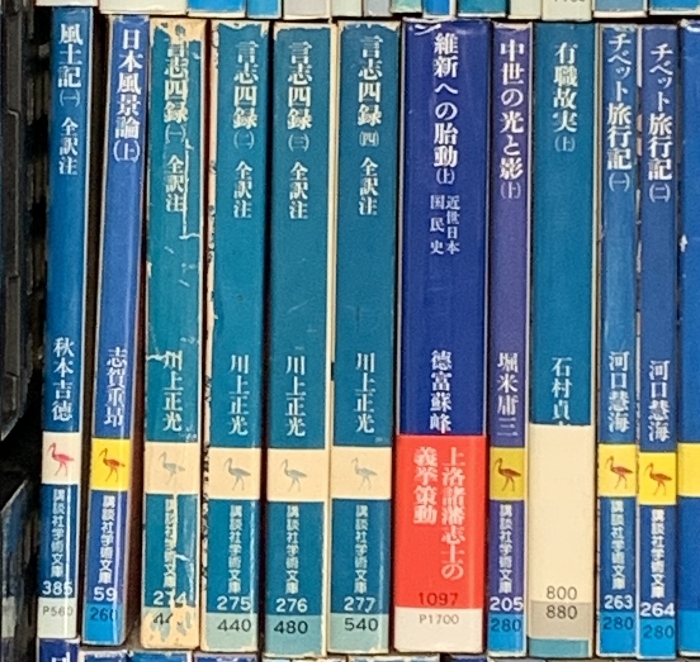 風土記(一) 全訳注
秋本吉徳
講談社学術文庫
385
P560
日本風景論(上)
志賀重昻
講談社学術文庫
59
260
言志四録(一) 全訳注
川上正光
講談社学術文庫
274
言志四録(二) 全訳注
川上正光
講談社学術文庫
275
440
言志四録(三) 全訳注
川上正光
講談社学術文庫
276
480
言志四録(四) 全訳注
川上正光
講談社学術文庫
277
540
維新への胎動(上)
近世日本
国民史
徳富蘇峰
上洛諸藩志士の
義挙策動
1097
P1700
中世の光と影(上)
堀米庸三
講談社学術文庫
205
280
有職故実(上)
石村貞
800
880
チベット旅行記(一)
河口慧海
講談社学術文庫
263
280
チベット旅行記(二)
河口慧海
講談社学術文庫
264
280